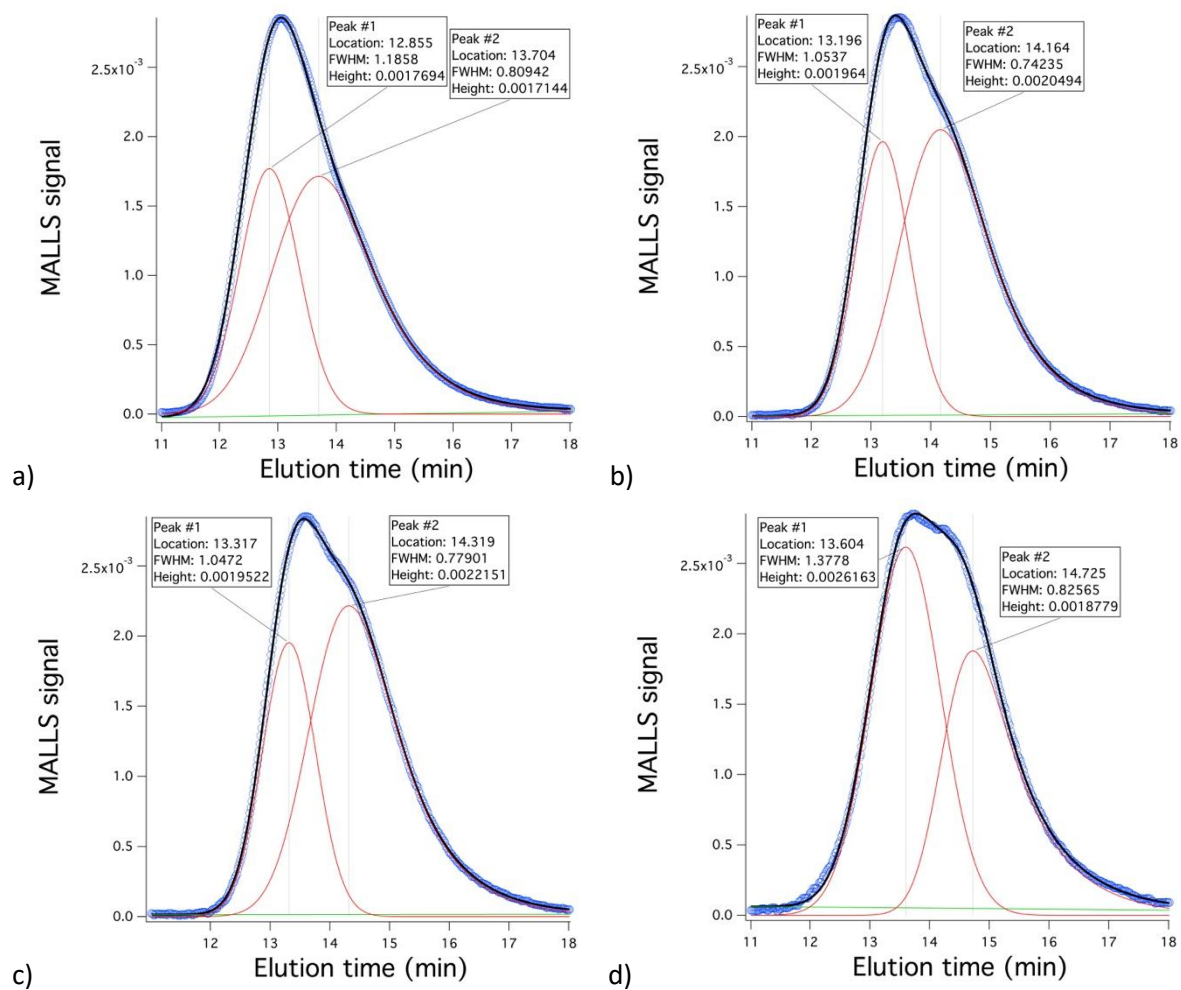 Peak #1
Location: 12.855
FWHM: 1.1858
Height: 0.0017694
Peak #2
Location: 13.704
FWHM: 0.80942
Height: 0.0017144
MALLS signal
2.5x10⁻³
2.0
1.5
1.0
0.5
0.0
11 12 13 14 15 16 17 18
Elution time (min)
a)
Peak #1
Location: 13.196
FWHM: 1.0537
Height: 0.001964
Peak #2
Location: 14.164
FWHM: 0.74235
Height: 0.0020494
MALLS signal
2.5x10⁻³
2.0
1.5
1.0
0.5
0.0
11 12 13 14 15 16 17 18
Elution time (min)
b)
Peak #1
Location: 13.317
FWHM: 1.0472
Height: 0.0019522
Peak #2
Location: 14.319
FWHM: 0.77901
Height: 0.0022151
MALLS signal
2.5x10⁻³
2.0
1.5
1.0
0.5
0.0
12 13 14 15 16 17 18
Elution time (min)
c)
Peak #1
Location: 13.604
FWHM: 1.3778
Height: 0.0026163
Peak #2
Location: 14.725
FWHM: 0.82565
Height: 0.0018779
MALLS signal
2.5x10⁻³
2.0
1.5
1.0
0.5
0.0
11 12 13 14 15 16 17 18
Elution time (min)
d)